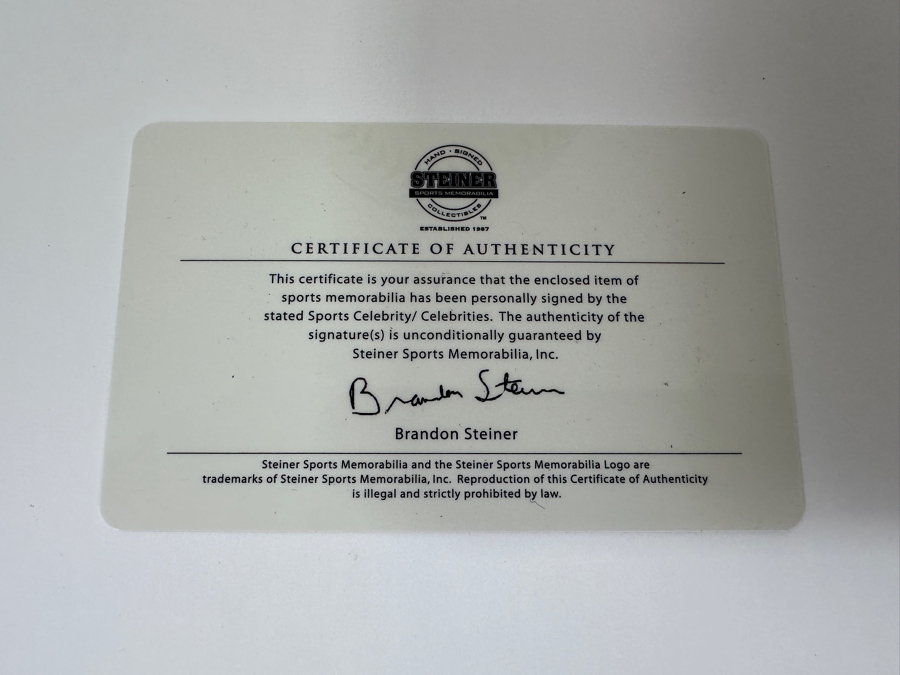 HAND · SIGNED
STEINER
SPORTS MEMORABILIA
COLLECTIBLES
TM
ESTABLISHED 1987
CERTIFICATE OF AUTHENTICITY
This certificate is your assurance that the enclosed item of
sports memorabilia has been personally signed by the
stated Sports Celebrity/ Celebrities. The authenticity of the
signature(s) is unconditionally guaranteed by
Steiner Sports Memorabilia, Inc.
Brandon Steiner
Brandon Steiner
Steiner Sports Memorabilia and the Steiner Sports Memorabilia Logo are
trademarks of Steiner Sports Memorabilia, Inc. Reproduction of this Certificate of Authenticity
is illegal and strictly prohibited by law.